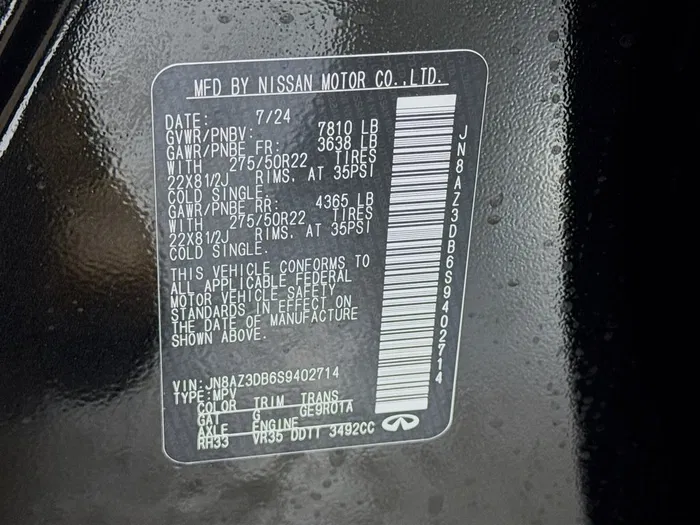 MFD BY NISSAN MOTOR CO.,LTD.
DATE: 7/24
GVWR/PNBV: 7810 LB
GAWR/PNBE FR: 3638 LB
WITH 275/50R22 TIRES
22X8 1/2J RIMS. AT 35PSI
COLD SINGLE.
GAWR/PNBE RR: 4365 LB
WITH 275/50R22 TIRES
22X8 1/2J RIMS. AT 35PSI
COLD SINGLE.
THIS VEHICLE CONFORMS TO
ALL APPLICABLE FEDERAL
MOTOR VEHICLE SAFETY
STANDARDS IN EFFECT ON
THE DATE OF MANUFACTURE
SHOWN ABOVE.
VIN:JN8AZ3DB6S9402714
TYPE:MPV
COLOR TRIM TRANS
GAT G GE9R01A
AXLE ENGINE
RH33 VR35 DDTT 3492CC
JN8AZ3DB6S9402714